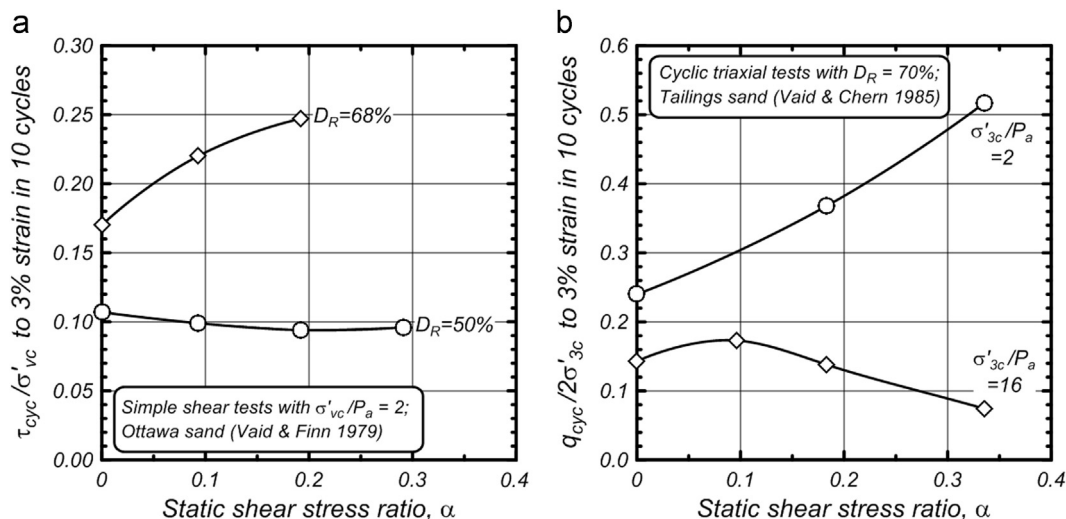 a
τcyc/σ'vc to 3% strain in 10 cycles
0.30
0.25
0.20
0.15
0.10
0.05
0.00
DR=68%
DR=50%
Simple shear tests with σ'vc/Pa = 2;
Ottawa sand (Vaid & Finn 1979)
0
0.1
0.2
0.3
0.4
Static shear stress ratio, α
b
qcyc/2σ'3c to 3% strain in 10 cycles
0.6
0.5
0.4
0.3
0.2
0.1
0.0
Cyclic triaxial tests with DR = 70%;
Tailings sand (Vaid & Chern 1985)
σ'3c/Pa
=2
σ'3c/Pa
=16
0
0.1
0.2
0.3
0.4
Static shear stress ratio, α